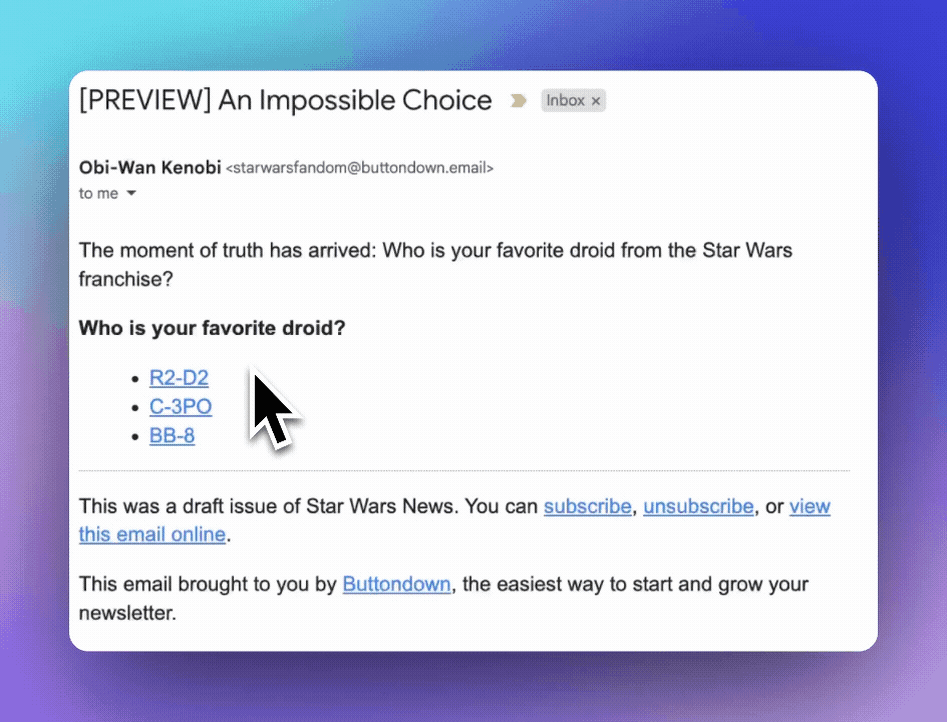 [PREVIEW] An Impossible Choice Inbox ×
Obi-Wan Kenobi <starwarsfandom@buttondown.email>
to me
The moment of truth has arrived: Who is your favorite droid from the Star Wars
franchise?
Who is your favorite droid?
• R2-D2
• C-3PO
• BB-8
This was a draft issue of Star Wars News. You can subscribe, unsubscribe, or view
this email online.
This email brought to you by Buttondown, the easiest way to start and grow your
newsletter.